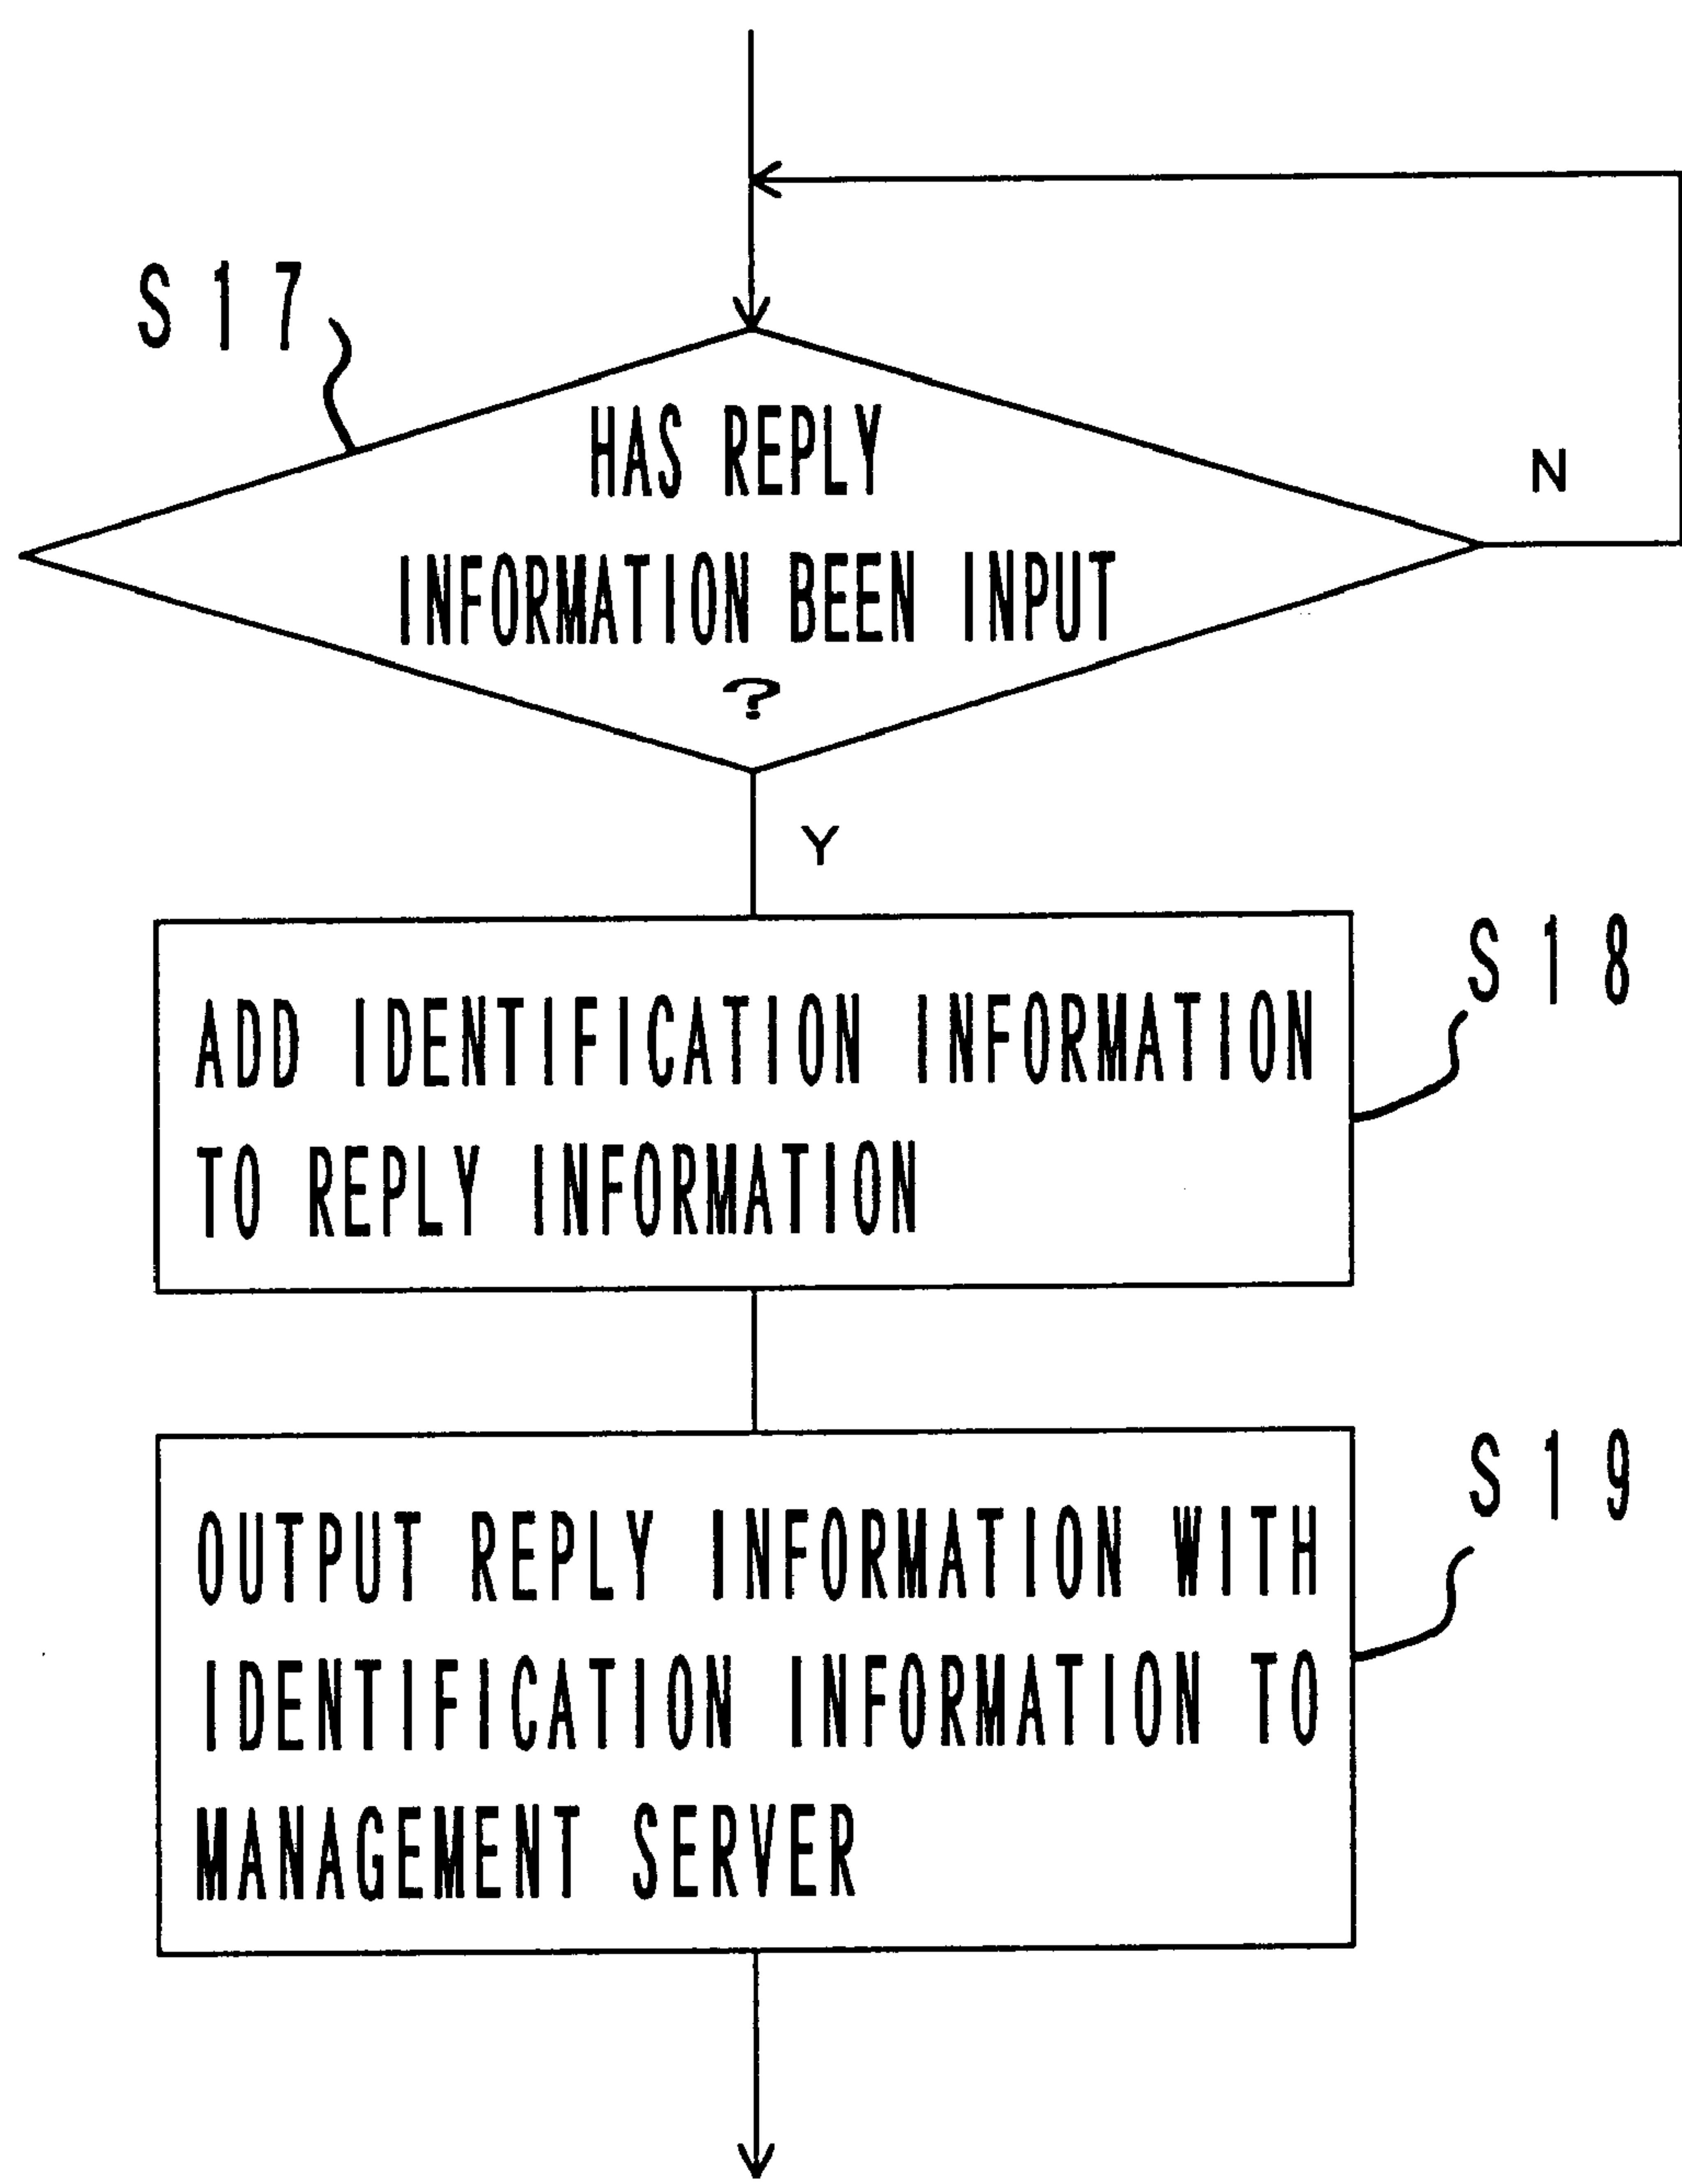 S17
HAS REPLY
INFORMATION BEEN INPUT
?
N
Y
S18
ADD IDENTIFICATION INFORMATION
TO REPLY INFORMATION
S19
OUTPUT REPLY INFORMATION WITH
IDENTIFICATION INFORMATION TO
MANAGEMENT SERVER